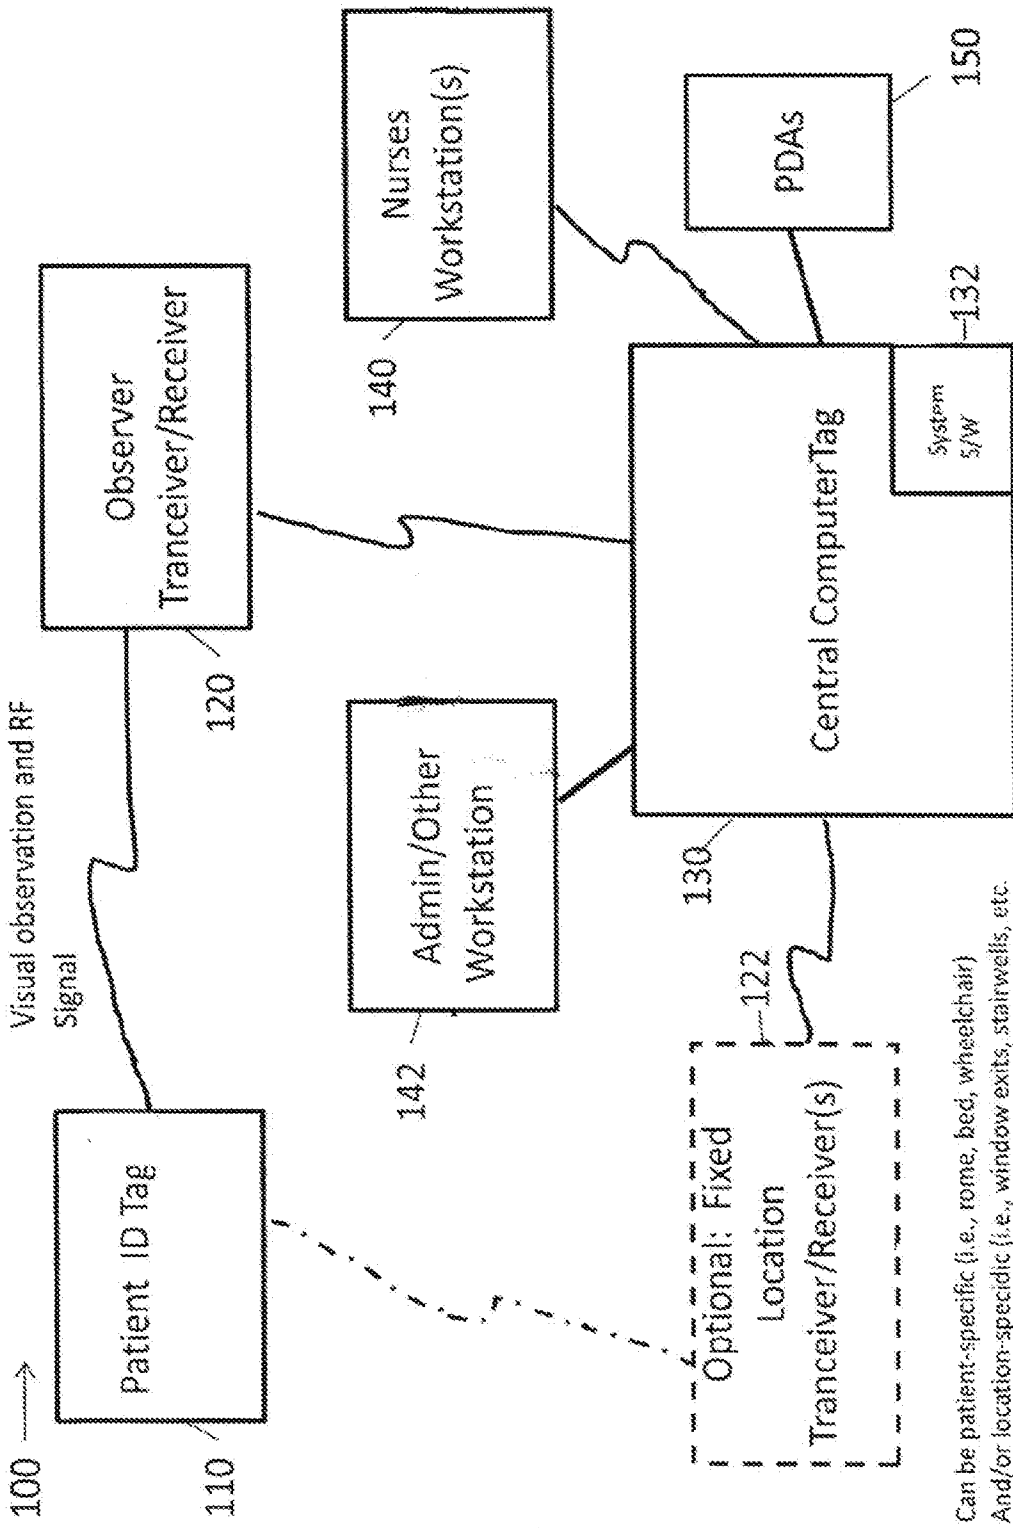 100
Visual observation and RF
Signal
Patient ID Tag
110
Observer
Tranceiver/Receiver
120
Nurses
Workstation(s)
140
Admin/Other
Workstation
142
PDAs
150
Central ComputerTag
130
System
S/W
132
Optional: Fixed
Location
Tranceiver/Receiver(s)
122
Can be patient-specific (i.e., rome, bed, wheelchair)
And/or location-specidic (i.e., window exits, stairwells, etc.